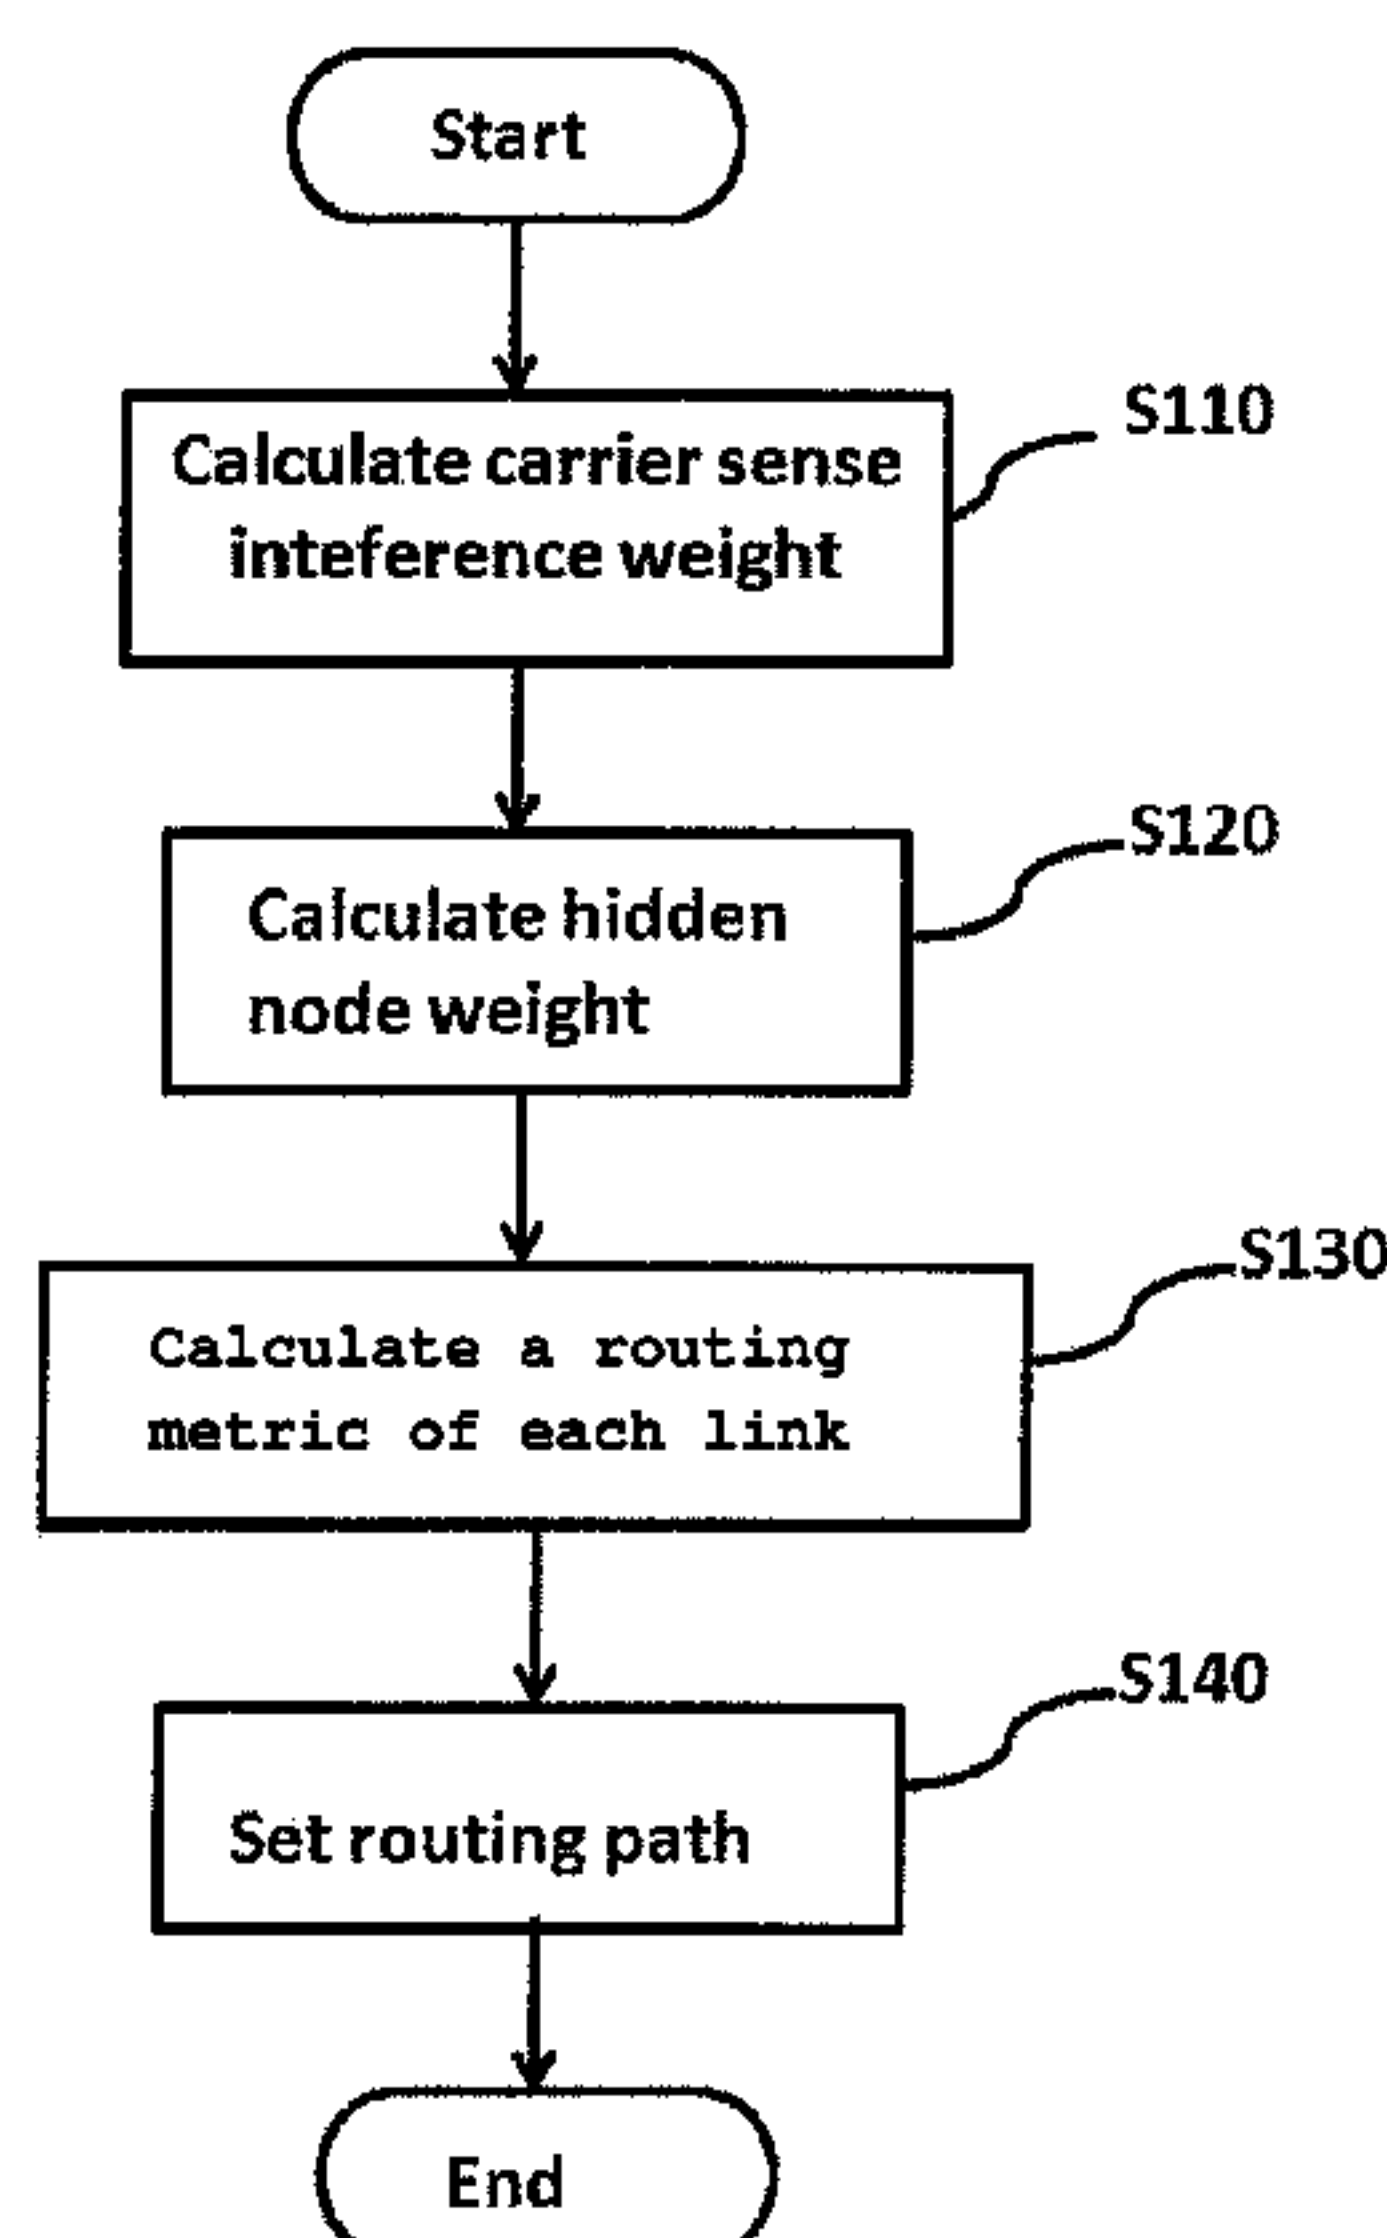 Start
Calculate carrier sense
inteference weight
S110
Calculate hidden
node weight
S120
Calculate a routing
metric of each link
S130
Set routing path
S140
End